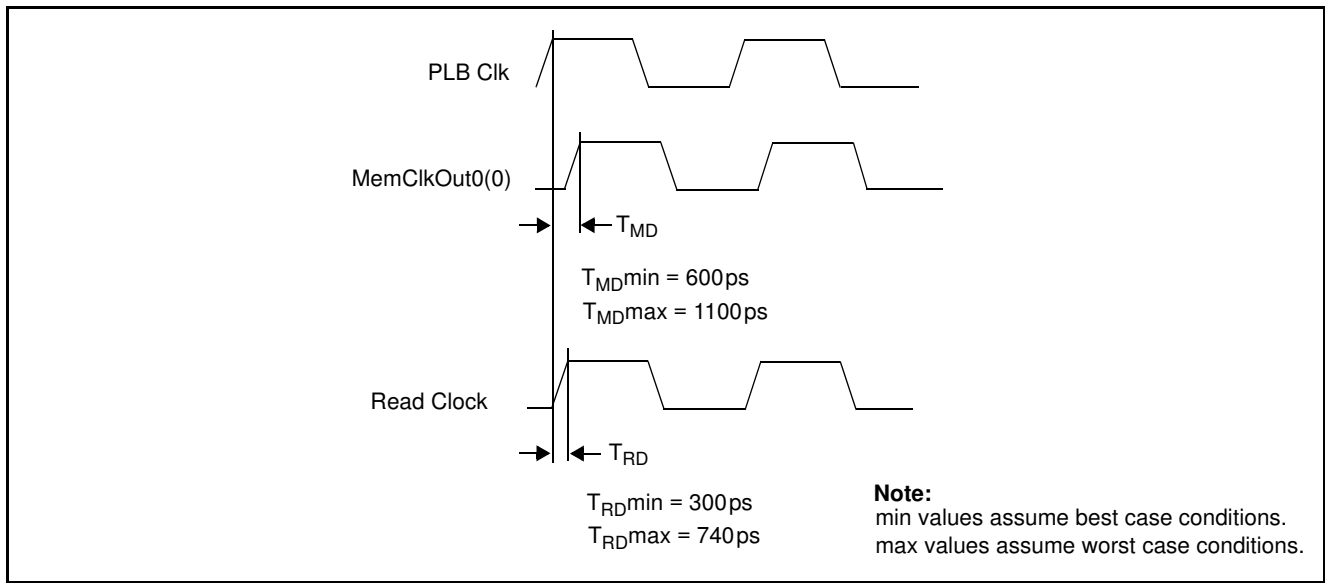 PLB Clk
MemClkOut0(0)
TMD
TMDmin = 600ps
TMDmax = 1100ps
Read Clock
TRD
TRDmin = 300ps
TRDmax = 740ps
Note:
min values assume best case conditions.
max values assume worst case conditions.